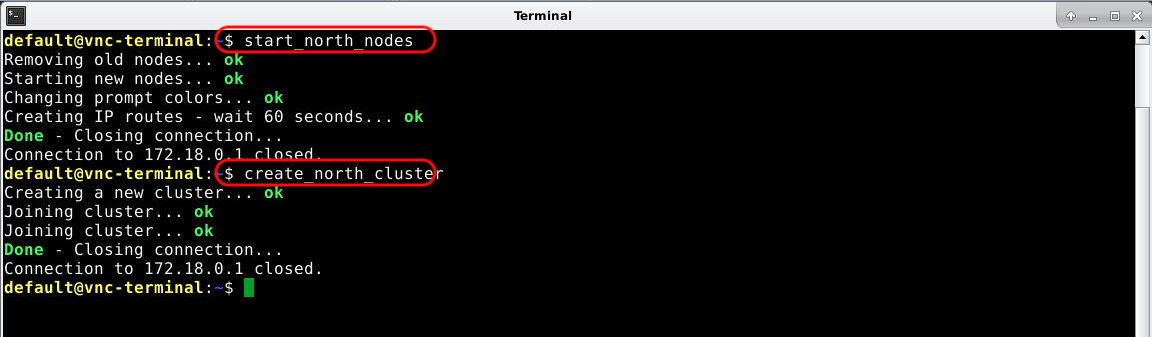 Terminal
default@vnc-terminal:~$ start_north_nodes
Removing old nodes... ok
Starting new nodes... ok
Changing prompt colors... ok
Creating IP routes - wait 60 seconds... ok
Done - Closing connection...
Connection to 172.18.0.1 closed.
default@vnc-terminal:~$ create_north_cluster
Creating a new cluster... ok
Joining cluster... ok
Joining cluster... ok
Done - Closing connection...
Connection to 172.18.0.1 closed.
default@vnc-terminal:~$